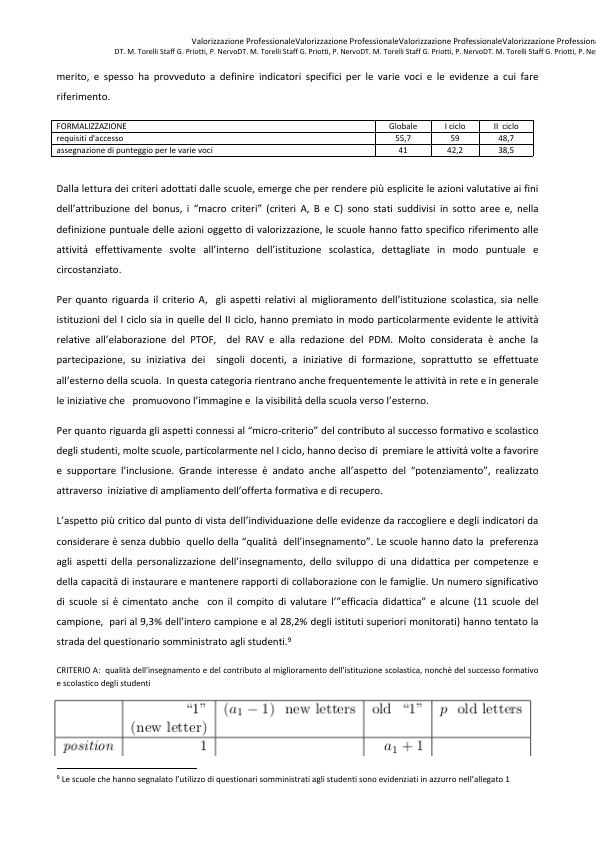 Valorizzazione ProfessionaleValorizzazione ProfessionaleValorizzazione ProfessionaleValorizzazione Professiona
DT. M. Torelli Staff G. Priotti, P. NervoDT. M. Torelli Staff G. Priotti, P. NervoDT. M. Torelli Staff G. Priotti, P. NervoDT. M. Torelli Staff G. Priotti, P. Ne
merito, e spesso ha provveduto a definire indicatori specifici per le varie voci e le evidenze a cui fare
riferimento.
FORMALIZZAZIONE Globale I ciclo II ciclo
requisiti d'accesso 55,7 59 48,7
assegnazione di punteggio per le varie voci 41 42,2 38,5
Dalla lettura dei criteri adottati dalle scuole, emerge che per rendere più esplicite le azioni valutative ai fini
dell’attribuzione del bonus, i “macro criteri” (criteri A, B e C) sono stati suddivisi in sotto aree e, nella
definizione puntuale delle azioni oggetto di valorizzazione, le scuole hanno fatto specifico riferimento alle
attività effettivamente svolte all’interno dell’istituzione scolastica, dettagliate in modo puntuale e
circostanziato.
Per quanto riguarda il criterio A, gli aspetti relativi al miglioramento dell’istituzione scolastica, sia nelle
istituzioni del I ciclo sia in quelle del II ciclo, hanno premiato in modo particolarmente evidente le attività
relative all’elaborazione del PTOF, del RAV e alla redazione del PDM. Molto considerata è anche la
partecipazione, su iniziativa dei singoli docenti, a iniziative di formazione, soprattutto se effettuate
all’esterno della scuola. In questa categoria rientrano anche frequentemente le attività in rete e in generale
le iniziative che promuovono l’immagine e la visibilità della scuola verso l’esterno.
Per quanto riguarda gli aspetti connessi al “micro-criterio” del contributo al successo formativo e scolastico
degli studenti, molte scuole, particolarmente nel I ciclo, hanno deciso di premiare le attività volte a favorire
e supportare l’inclusione. Grande interesse è andato anche all’aspetto del “potenziamento”, realizzato
attraverso iniziative di ampliamento dell’offerta formativa e di recupero.
L’aspetto più critico dal punto di vista dell’individuazione delle evidenze da raccogliere e degli indicatori da
considerare è senza dubbio quello della “qualità dell’insegnamento”. Le scuole hanno dato la preferenza
agli aspetti della personalizzazione dell’insegnamento, dello sviluppo di una didattica per competenze e
della capacità di instaurare e mantenere rapporti di collaborazione con le famiglie. Un numero significativo
di scuole si è cimentato anche con il compito di valutare l’”efficacia didattica” e alcune (11 scuole del
campione, pari al 9,3% dell’intero campione e al 28,2% degli istituti superiori monitorati) hanno tentato la
strada del questionario somministrato agli studenti.⁹
CRITERIO A: qualità dell'insegnamento e del contributo al miglioramento dell'istituzione scolastica, nonchè del successo formativo
e scolastico degli studenti
“1” (a₁ − 1) new letters old “1” p old letters
(new letter)
position 1 a₁ + 1
⁹ Le scuole che hanno segnalato l’utilizzo di questionari somministrati agli studenti sono evidenziati in azzurro nell’allegato 1